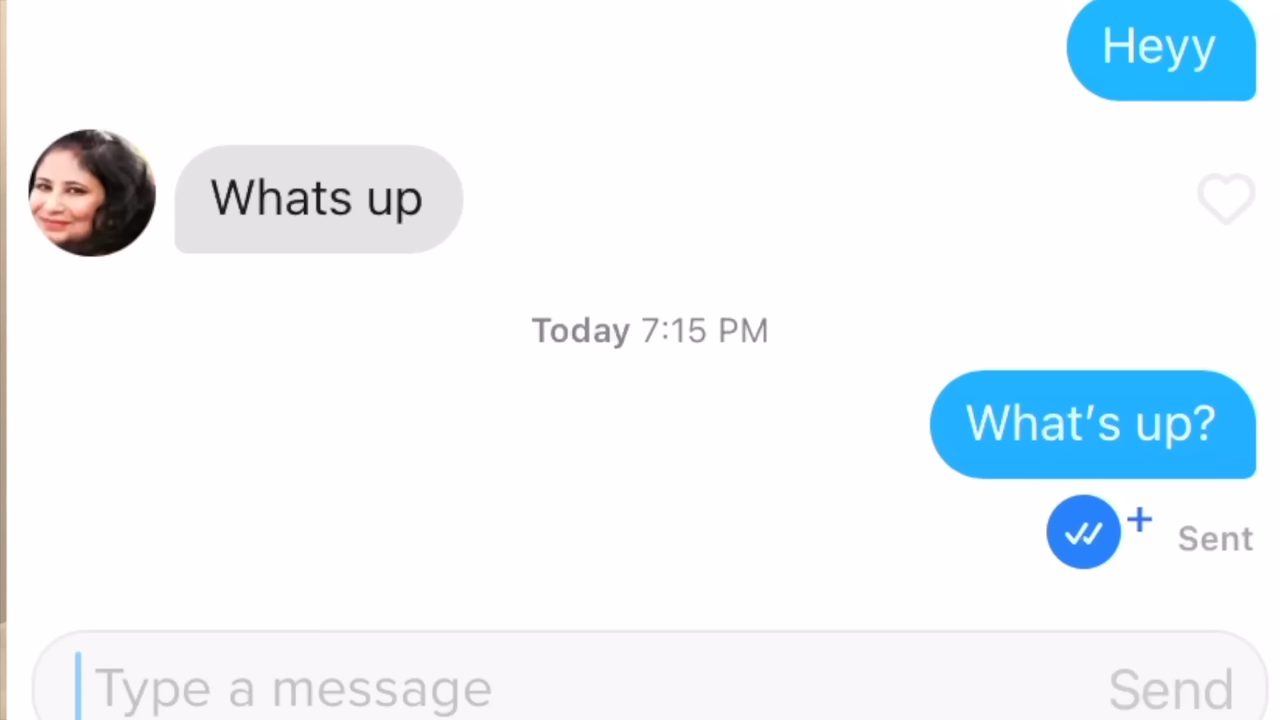 Heyy
Whats up
Today 7:15 PM
What’s up?
Sent
Type a message
Send